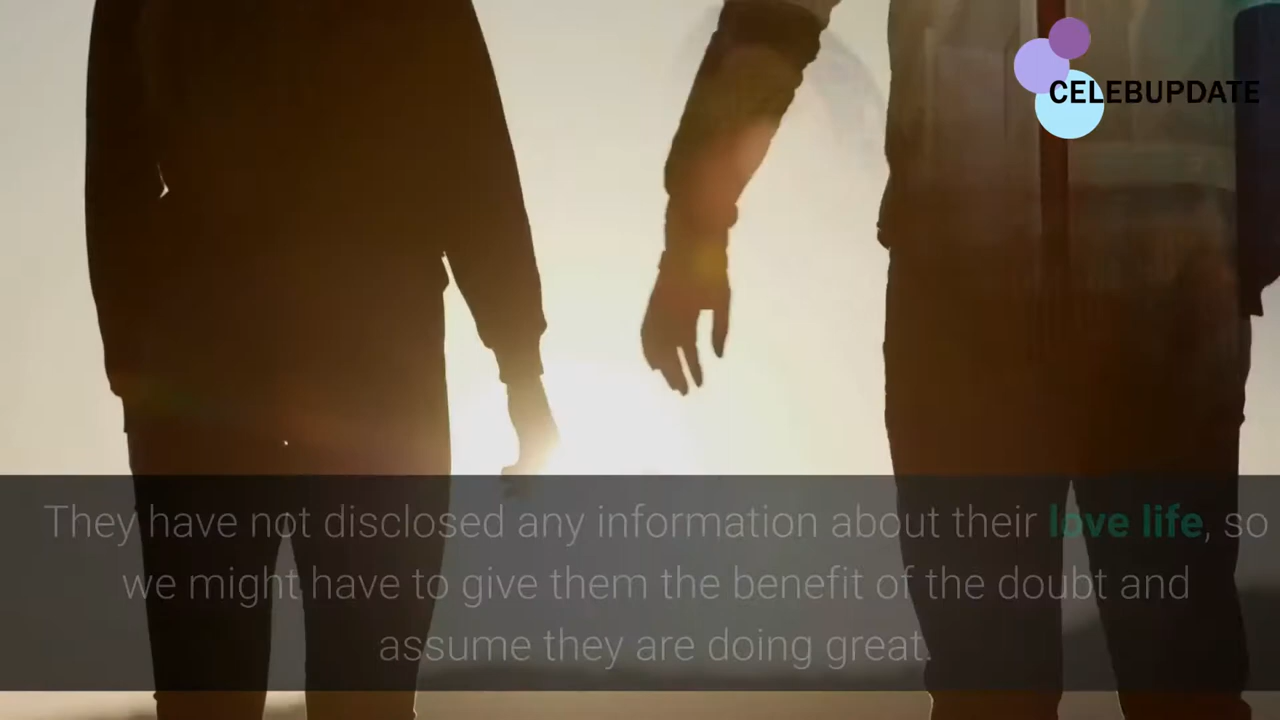 CELEBUPDATE
They have not disclosed any information about their love life, so
we might have to give them the benefit of the doubt and
assume they are doing great.